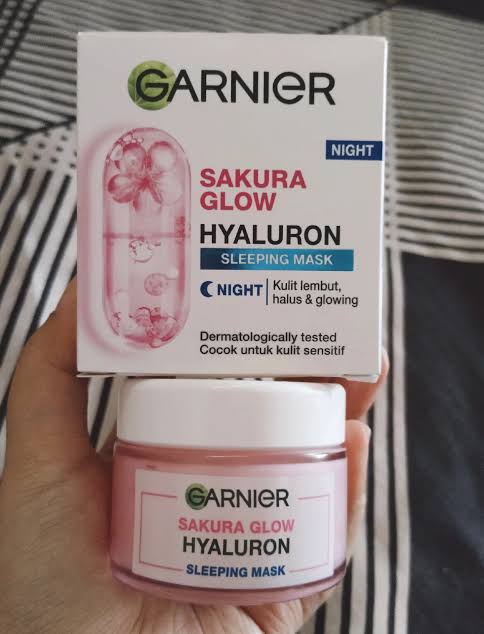 GARNIER
NIGHT
SAKURA
GLOW
HYALURON
SLEEPING MASK
NIGHT
Kulit lembut,
halus & glowing
Dermatologically tested
Cocok untuk kulit sensitif
GARNIER
SAKURA GLOW
HYALURON
SLEEPING MASK